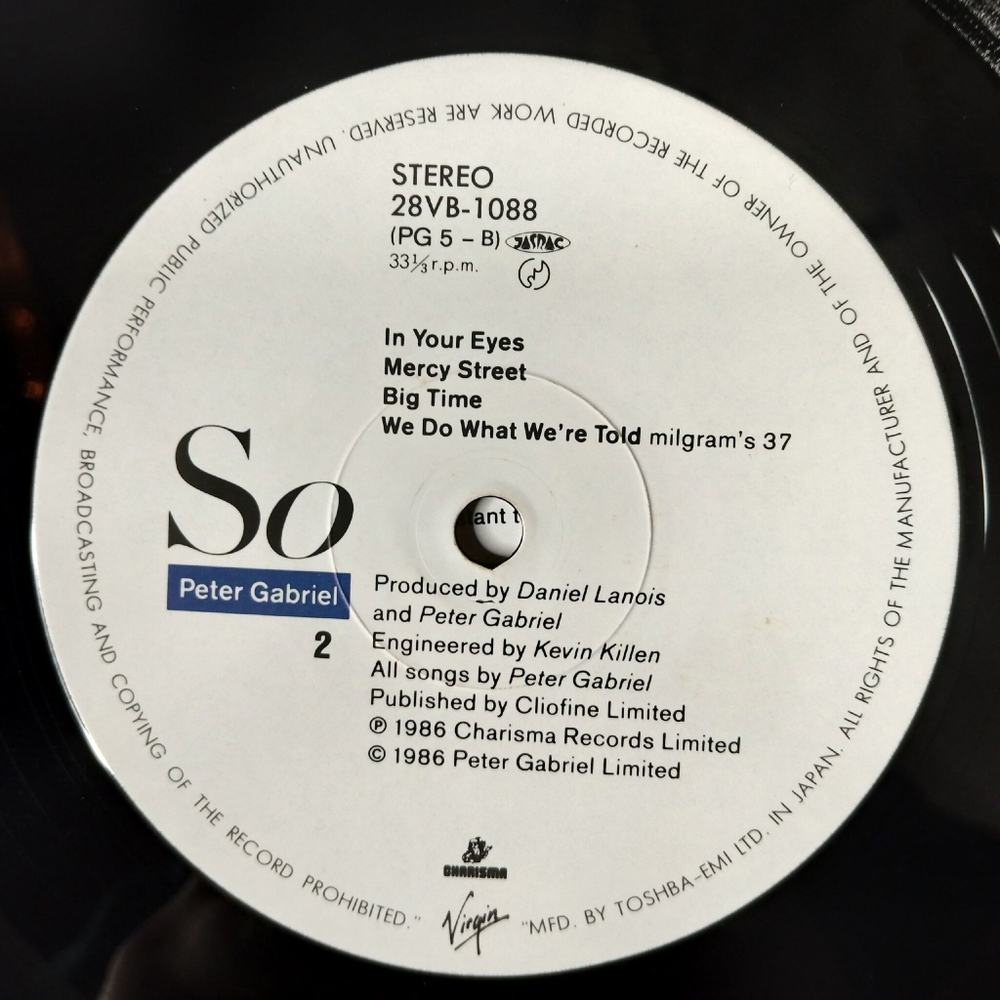 STEREO
28VB-1088
(PG 5 – B) JASRAC
33⅓ r.p.m.
In Your Eyes
Mercy Street
Big Time
We Do What We're Told milgram's 37
So
Peter Gabriel
2
Produced by Daniel Lanois
and Peter Gabriel
Engineered by Kevin Killen
All songs by Peter Gabriel
Published by Cliofine Limited
℗ 1986 Charisma Records Limited
© 1986 Peter Gabriel Limited
CHARISMA
Virgin
"MFD. BY TOSHBA-EMI LTD. IN JAPAN. ALL RIGHTS OF THE MANUFACTURER AND OF THE OWNER OF THE RECORDED WORK ARE RESERVED. UNAUTHORIZED PUBLIC PERFORMANCE, BROADCASTING AND COPYING OF THE RECORD PROHIBITED."